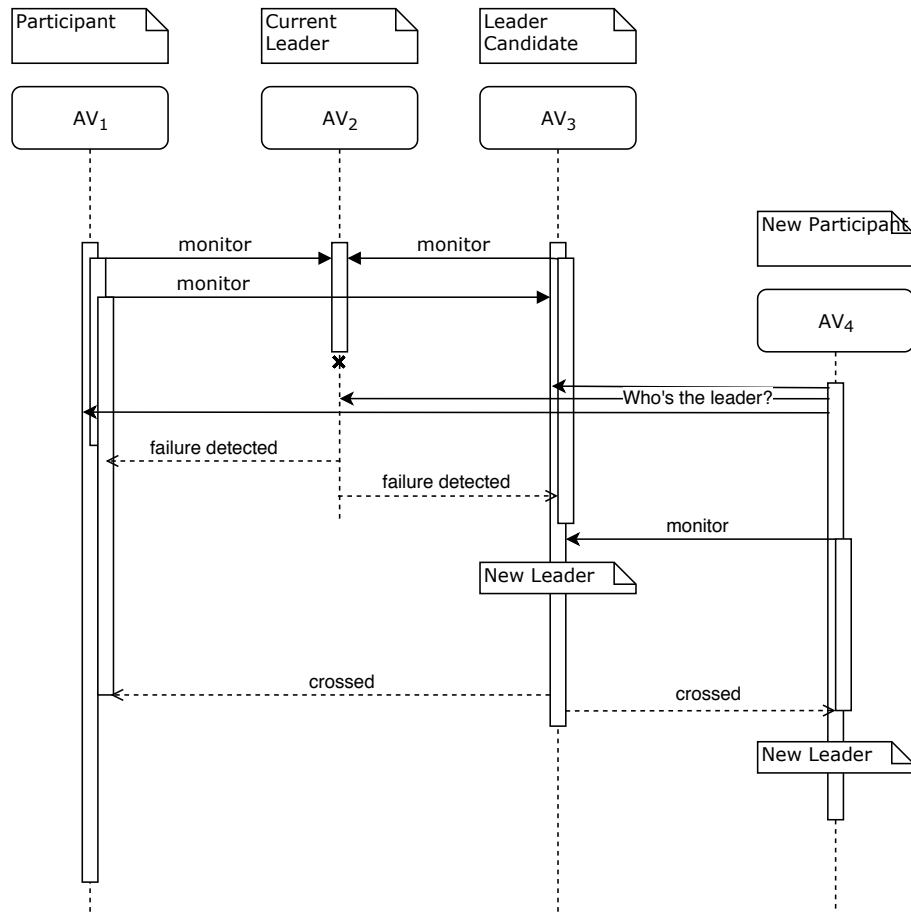 Participant
Current
Leader
Leader
Candidate
AV₁
AV₂
AV₃
New Participant
AV₄
monitor
monitor
monitor
Who's the leader?
failure detected
failure detected
monitor
New Leader
crossed
crossed
New Leader